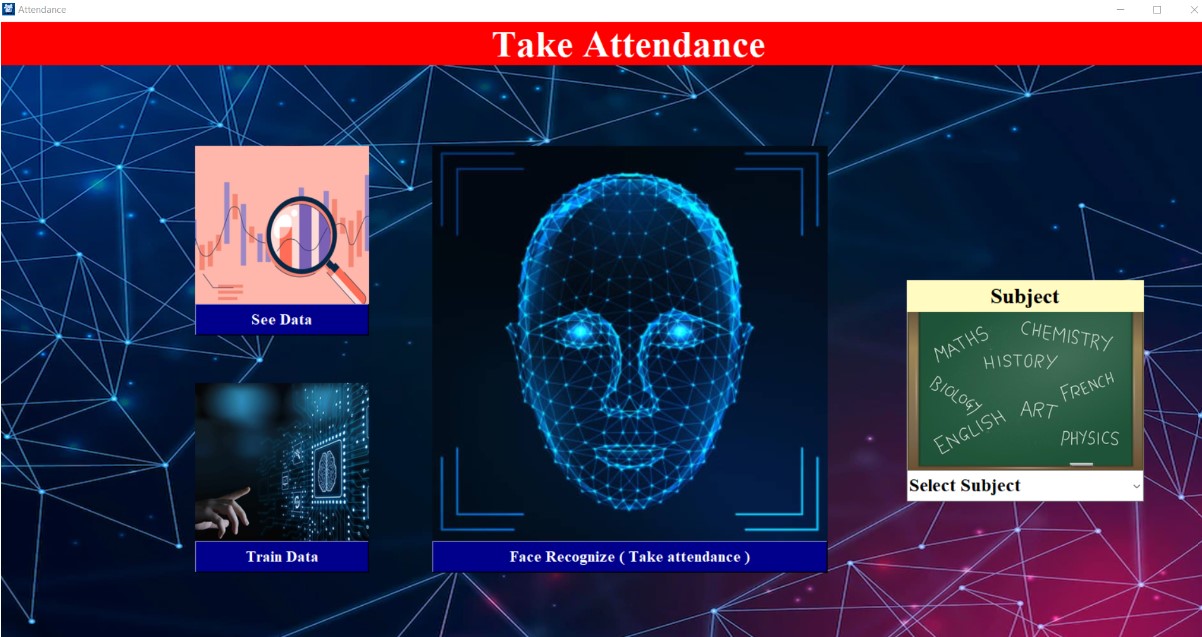 Attendance
Take Attendance
See Data
Train Data
Face Recognize ( Take attendance )
Subject
MATHS
CHEMISTRY
HISTORY
BIOLOGY
FRENCH
ART
ENGLISH
PHYSICS
Select Subject